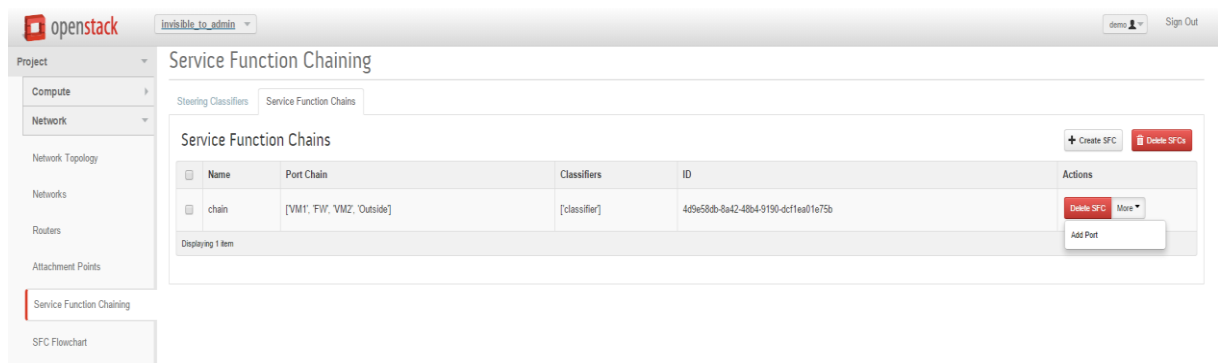 openstack
invisible_to_admin
demo
Sign Out
Project
Compute
Network
Network Topology
Networks
Routers
Attachment Points
Service Function Chaining
SFC Flowchart
Service Function Chaining
Steering Classifiers
Service Function Chains
Service Function Chains
+ Create SFC
Delete SFCs
Name
Port Chain
Classifiers
ID
Actions
chain
['VM1', 'FW', 'VM2', 'Outside']
['classifier']
4d9e58db-8a42-48b4-9190-dcf1ea01e75b
Delete SFC
More
Add Port
Displaying 1 item